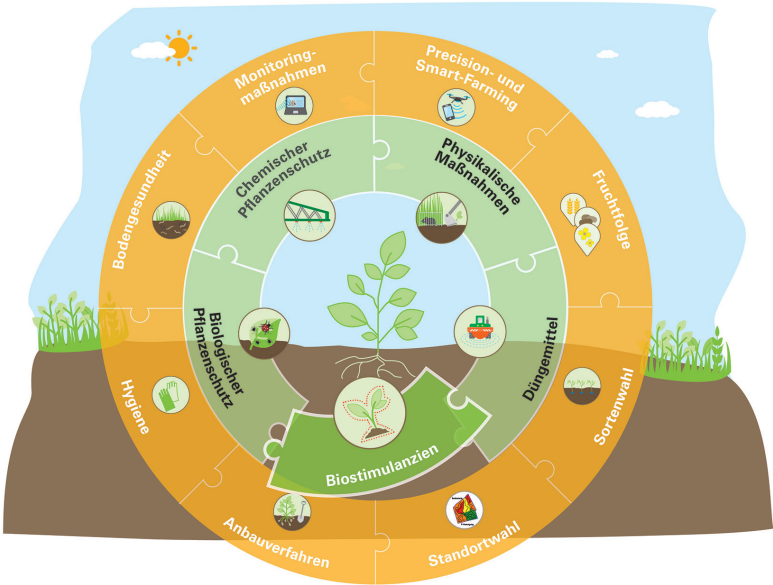 Monitoring-
maßnahmen
Precision- und
Smart-Farming
Fruchtfolge
Sortenwahl
Standortwahl
Anbauverfahren
Hygiene
Bodengesundheit
Chemischer
Pflanzenschutz
Physikalische
Maßnahmen
Düngemittel
Biostimulanzien
Biologischer
Pflanzenschutz